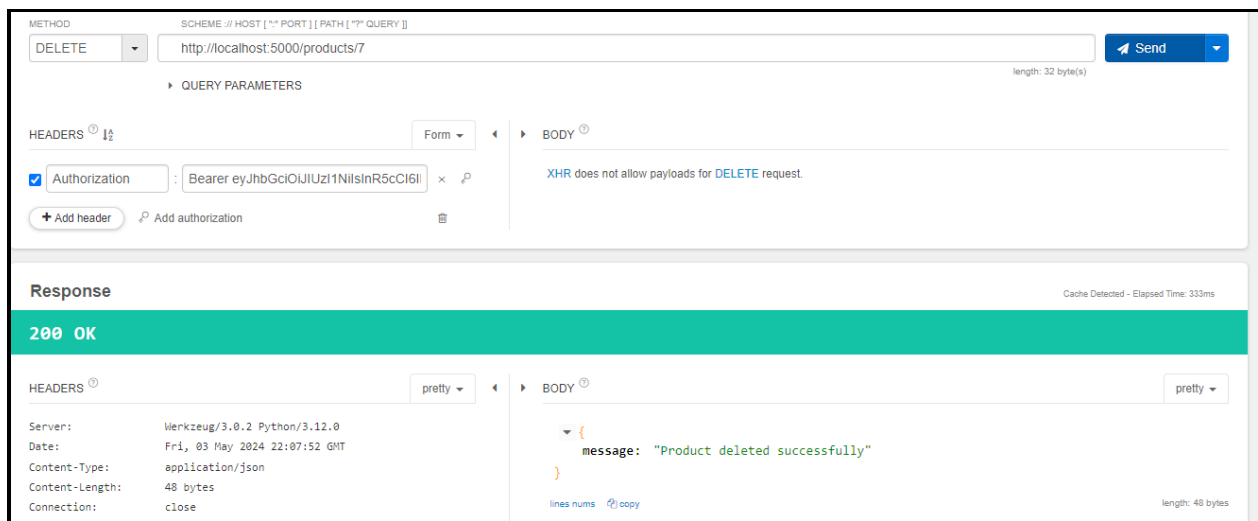 METHOD SCHEME :// HOST [ ":" PORT ] [ PATH [ "?" QUERY ]]
DELETE http://localhost:5000/products/7 Send
length: 32 byte(s)
QUERY PARAMETERS
HEADERS Form BODY
Authorization : Bearer eyJhbGciOiJIUzI1NiIsInR5cCI6Il
XHR does not allow payloads for DELETE request.
+ Add header Add authorization
Response Cache Detected - Elapsed Time: 333ms
200 OK
HEADERS pretty BODY pretty
Server: Werkzeug/3.0.2 Python/3.12.0
Date: Fri, 03 May 2024 22:07:52 GMT
Content-Type: application/json
Content-Length: 48 bytes
Connection: close
{
message: "Product deleted successfully"
}
lines nums copy length: 48 bytes